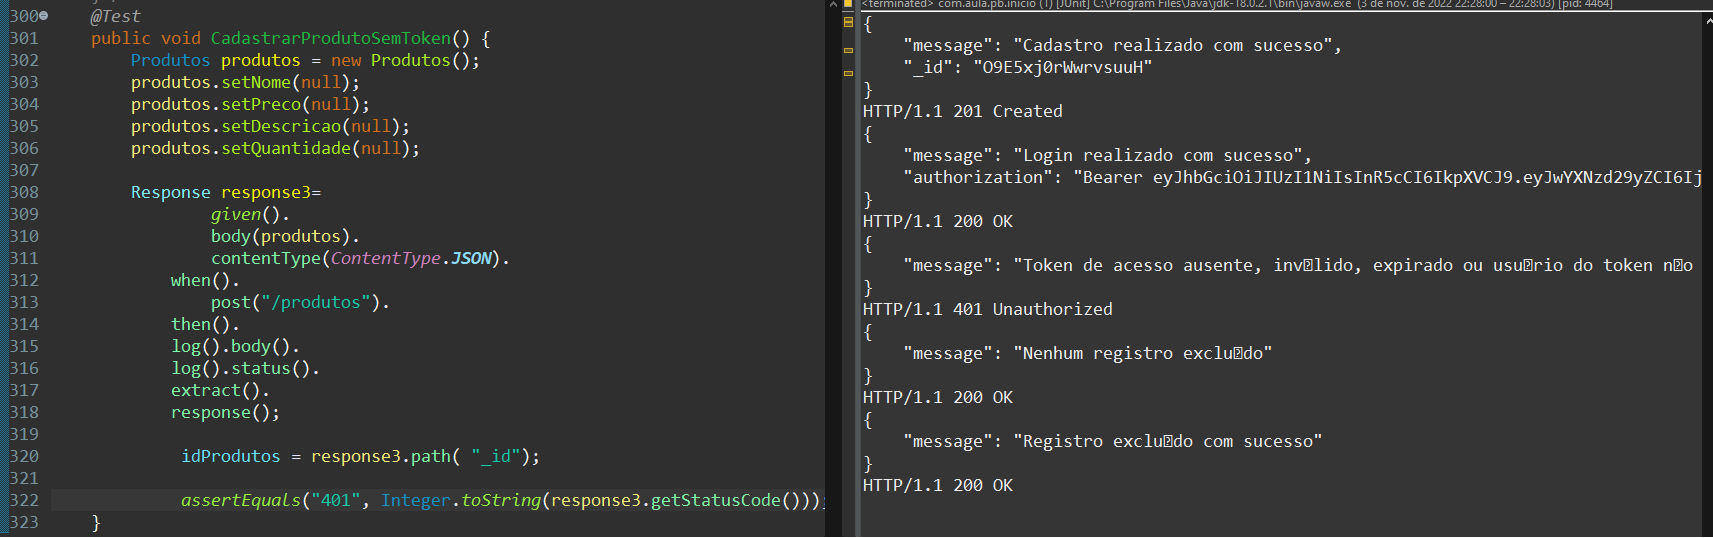 300 @Test
301 public void CadastrarProdutoSemToken() {
302 Produtos produtos = new Produtos();
303 produtos.setNome(null);
304 produtos.setPreco(null);
305 produtos.setDescricao(null);
306 produtos.setQuantidade(null);
307
308 Response response3=
309 given().
310 body(produtos).
311 contentType(ContentType.JSON).
312 when().
313 post("/produtos").
314 then().
315 log().body().
316 log().status().
317 extract().
318 response();
319
320 idProdutos = response3.path( "_id");
321
322 assertEquals("401", Integer.toString(response3.getStatusCode()));
323 }
<terminated> com.aula.pb.inicio (1) [JUnit] C:\Program Files\Java\jdk-18.0.2.1\bin\javaw.exe (3 de nov. de 2022 22:28:00 – 22:28:03) [pid: 4464]
{
"message": "Cadastro realizado com sucesso",
"_id": "O9E5xj0rWwrvsuuH"
}
HTTP/1.1 201 Created
{
"message": "Login realizado com sucesso",
"authorization": "Bearer eyJhbGciOiJIUzI1NiIsInR5cCI6IkpXVCJ9.eyJwYXNzd29yZCI6Ij
}
HTTP/1.1 200 OK
{
"message": "Token de acesso ausente, inv�lido, expirado ou usu�rio do token n�o
}
HTTP/1.1 401 Unauthorized
{
"message": "Nenhum registro exclu�do"
}
HTTP/1.1 200 OK
{
"message": "Registro exclu�do com sucesso"
}
HTTP/1.1 200 OK